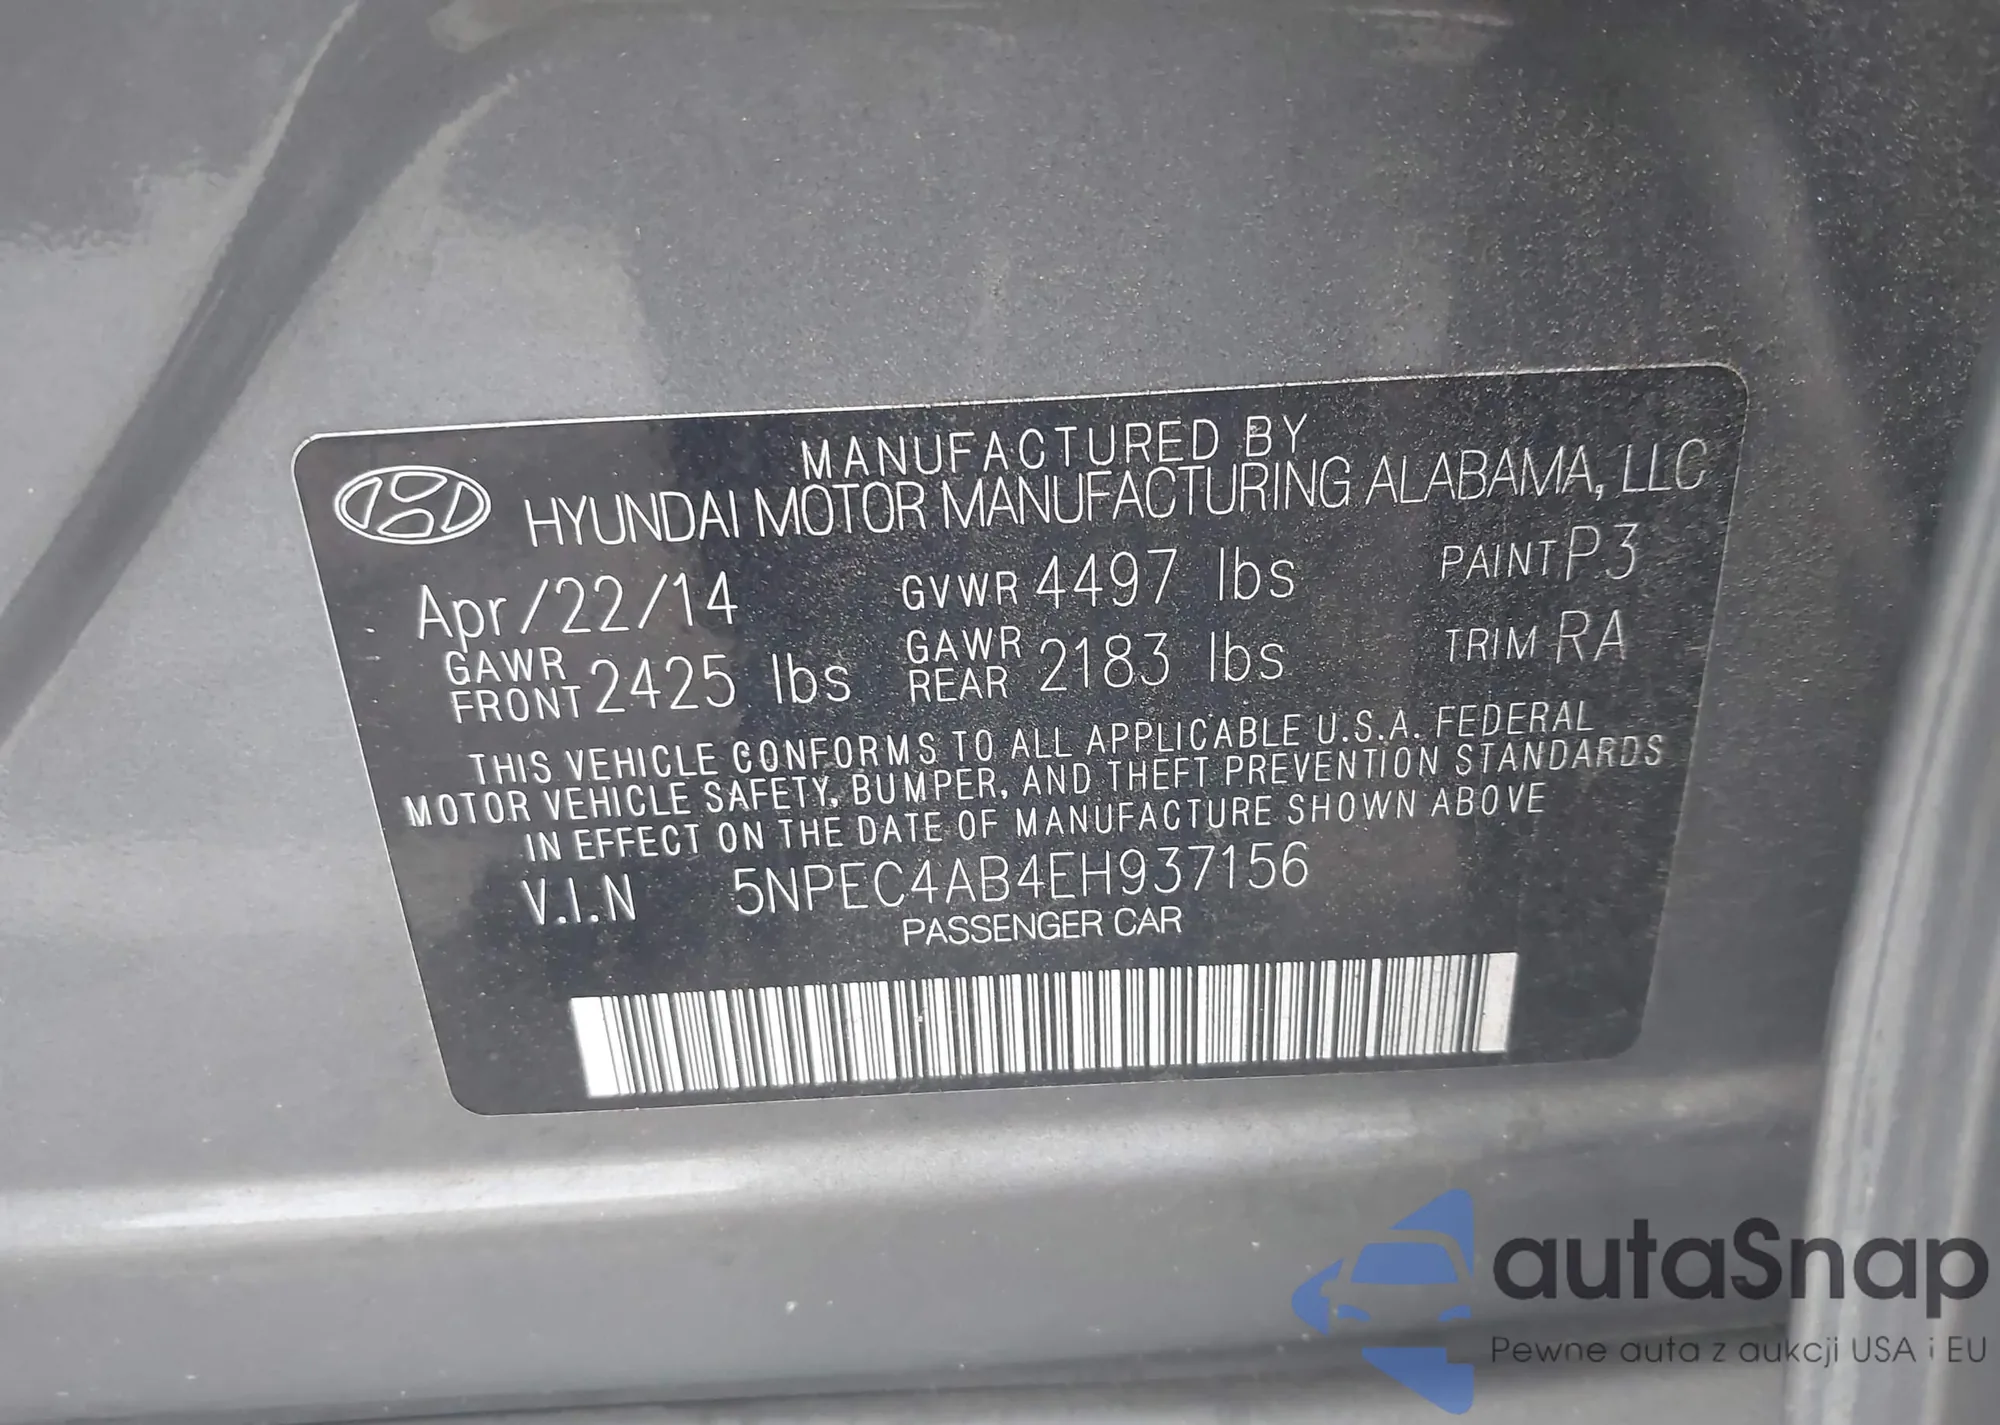 MANUFACTURED BY
HYUNDAI MOTOR MANUFACTURING ALABAMA, LLC
Apr/22/14 GVWR 4497 lbs PAINT P3
GAWR FRONT 2425 lbs GAWR REAR 2183 lbs TRIM RA
THIS VEHICLE CONFORMS TO ALL APPLICABLE U.S.A. FEDERAL
MOTOR VEHICLE SAFETY, BUMPER, AND THEFT PREVENTION STANDARDS
IN EFFECT ON THE DATE OF MANUFACTURE SHOWN ABOVE
V.I.N 5NPEC4AB4EH937156
PASSENGER CAR
autaSnap
Pewne auta z aukcji USA i EU